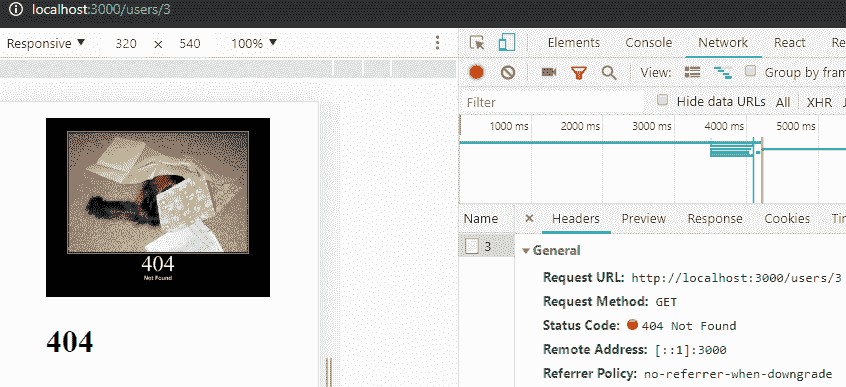 localhost:3000/users/3
Responsive ▼ 320 × 540 100% ▼
Elements Console Network React Re
View: Group by fram
Filter Hide data URLs All XHR J
1000 ms 2000 ms 3000 ms 4000 ms 5000 ms
Name × Headers Preview Response Cookies Tin
3
▼ General
Request URL: http://localhost:3000/users/3
Request Method: GET
Status Code: 404 Not Found
Remote Address: [::1]:3000
Referrer Policy: no-referrer-when-downgrade
404
Not Found
404